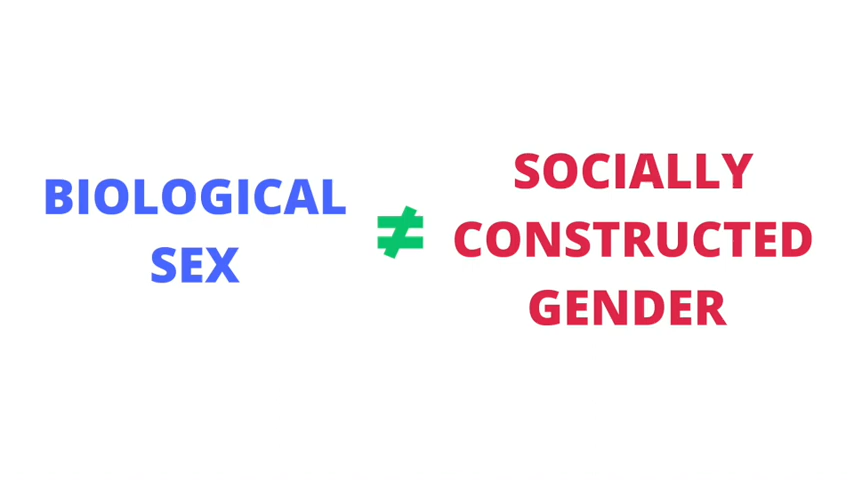 BIOLOGICAL
SEX
≠
SOCIALLY
CONSTRUCTED
GENDER